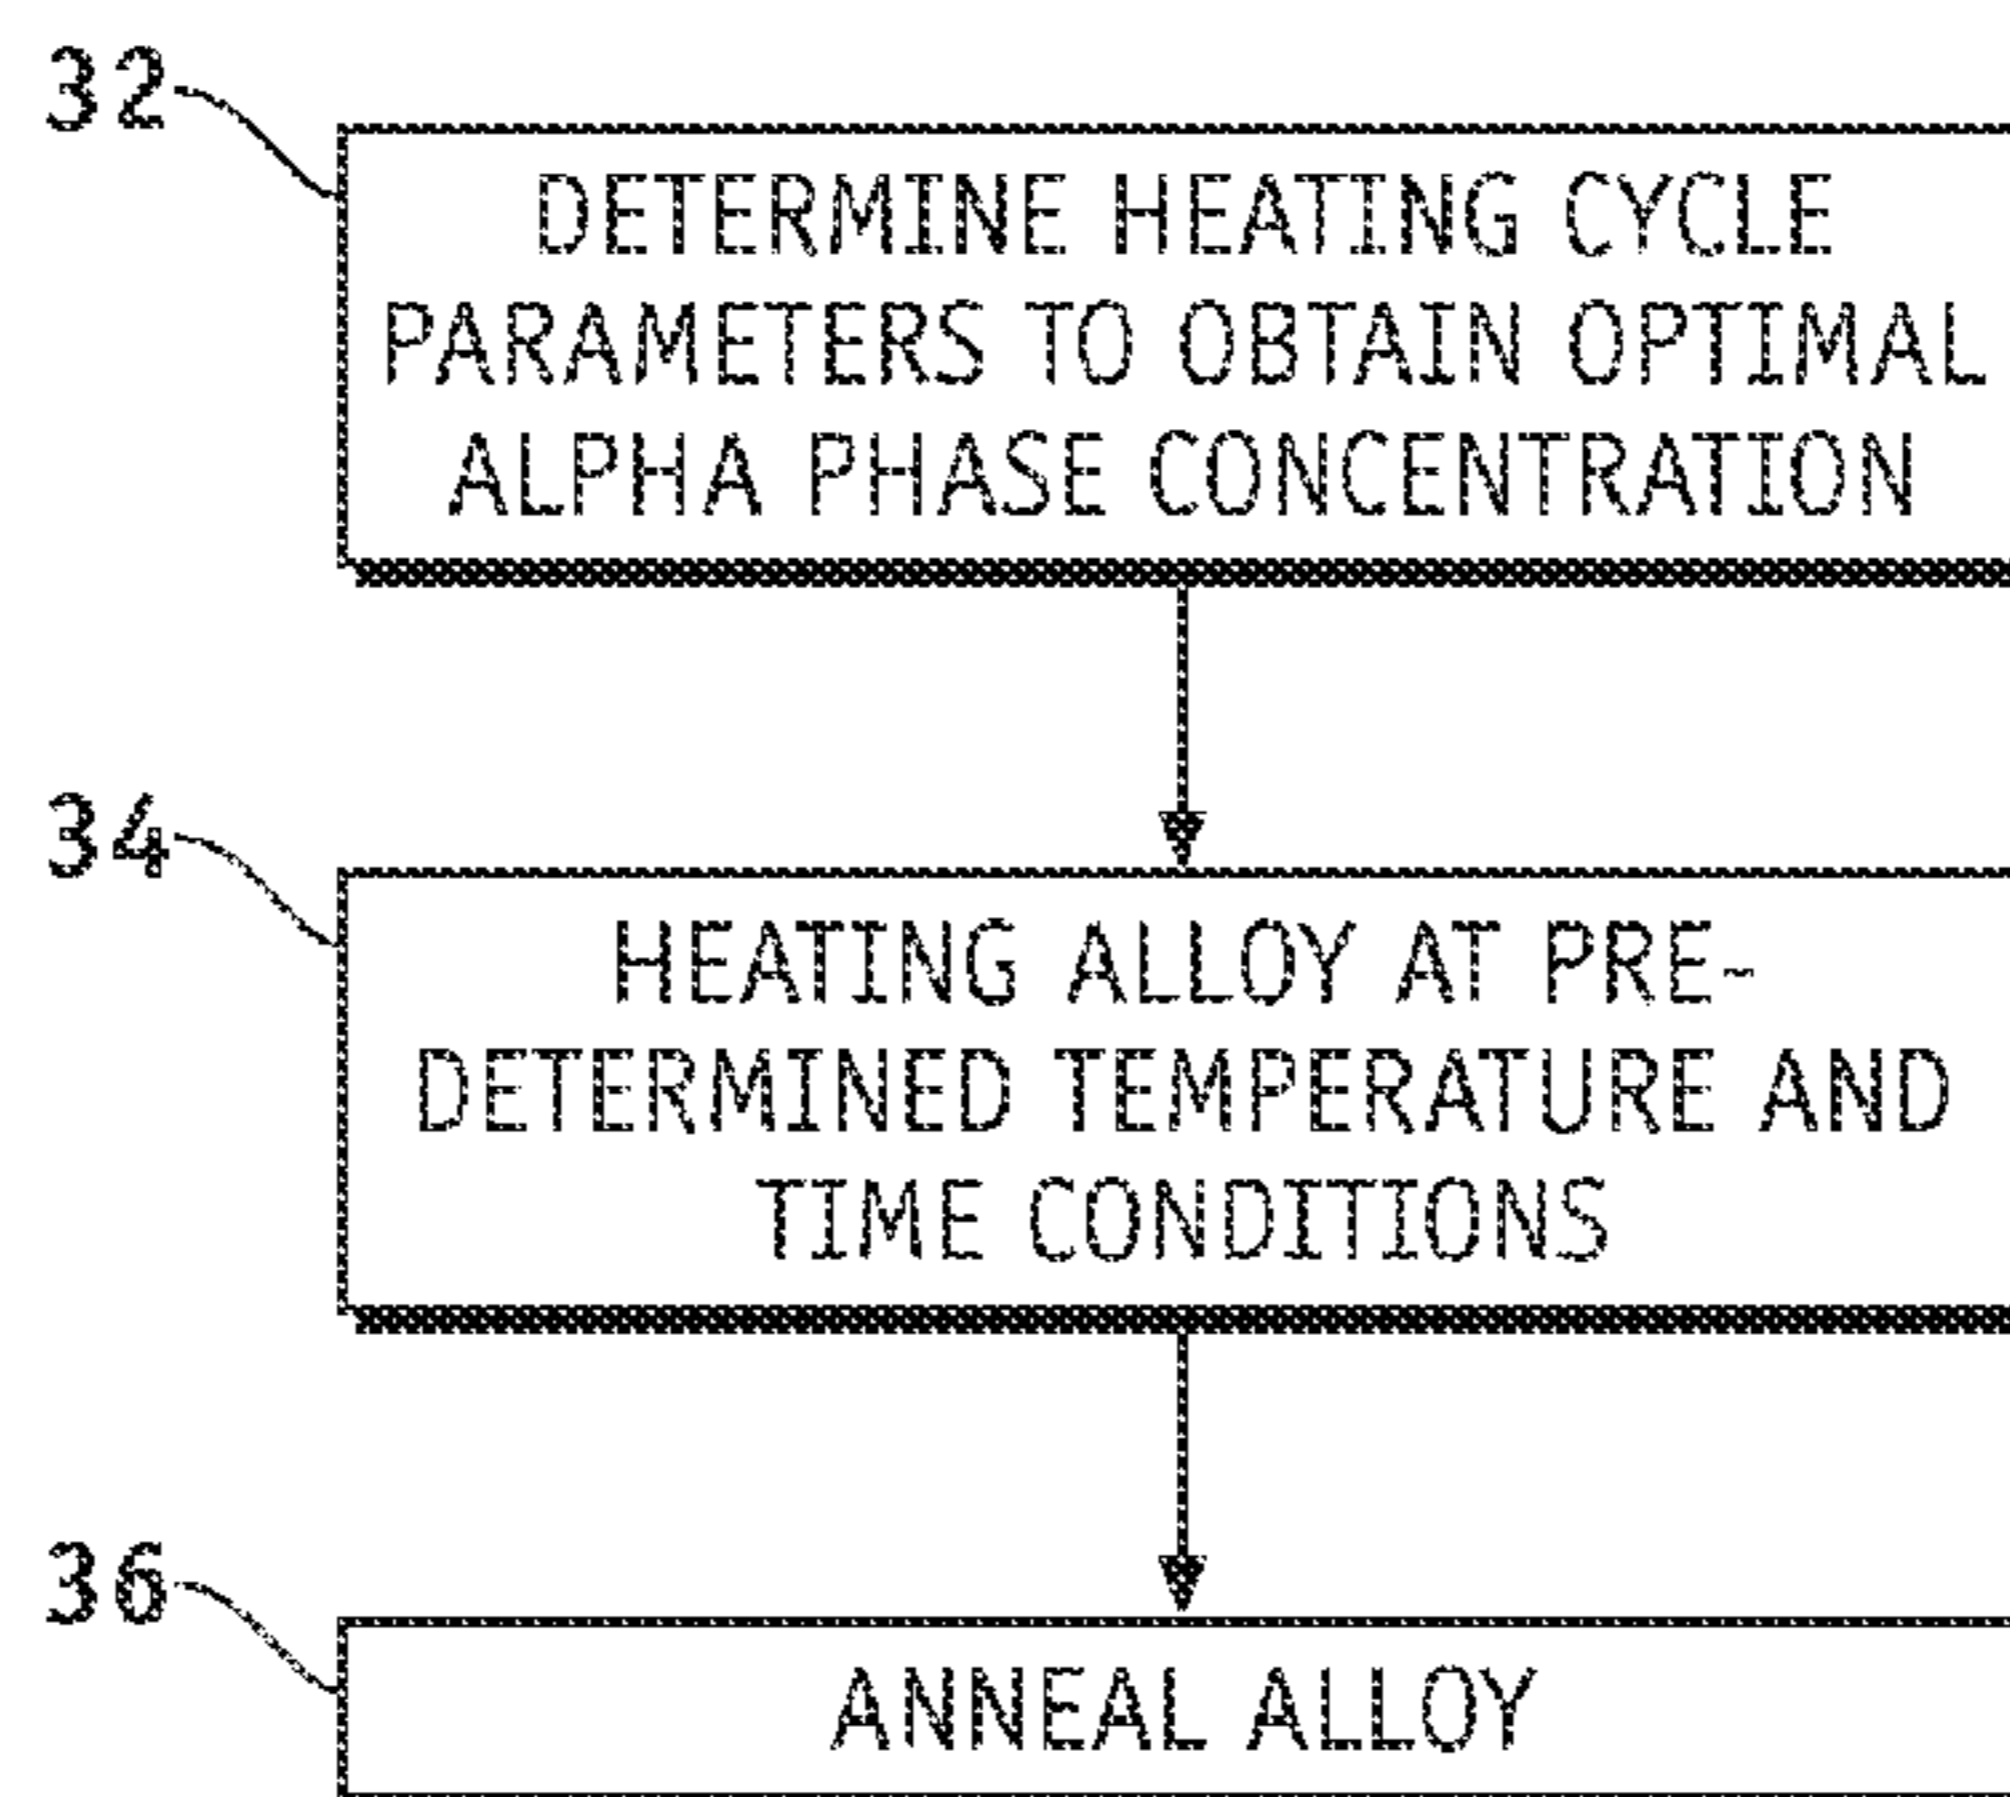 32
DETERMINE HEATING CYCLE
PARAMETERS TO OBTAIN OPTIMAL
ALPHA PHASE CONCENTRATION
34
HEATING ALLOY AT PRE-
DETERMINED TEMPERATURE AND
TIME CONDITIONS
36
ANNEAL ALLOY